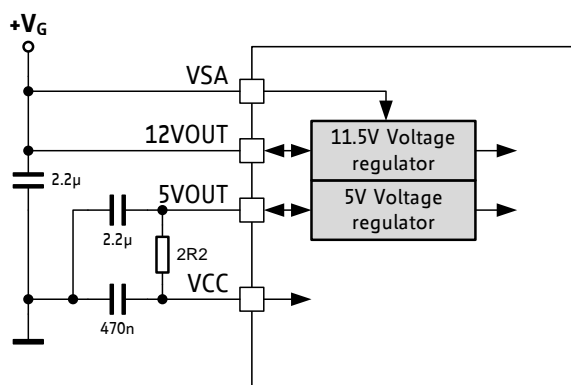 +VG
VSA
12VOUT
11.5V Voltage
regulator
2.2µ
5VOUT
5V Voltage
regulator
2.2µ
2R2
VCC
470n